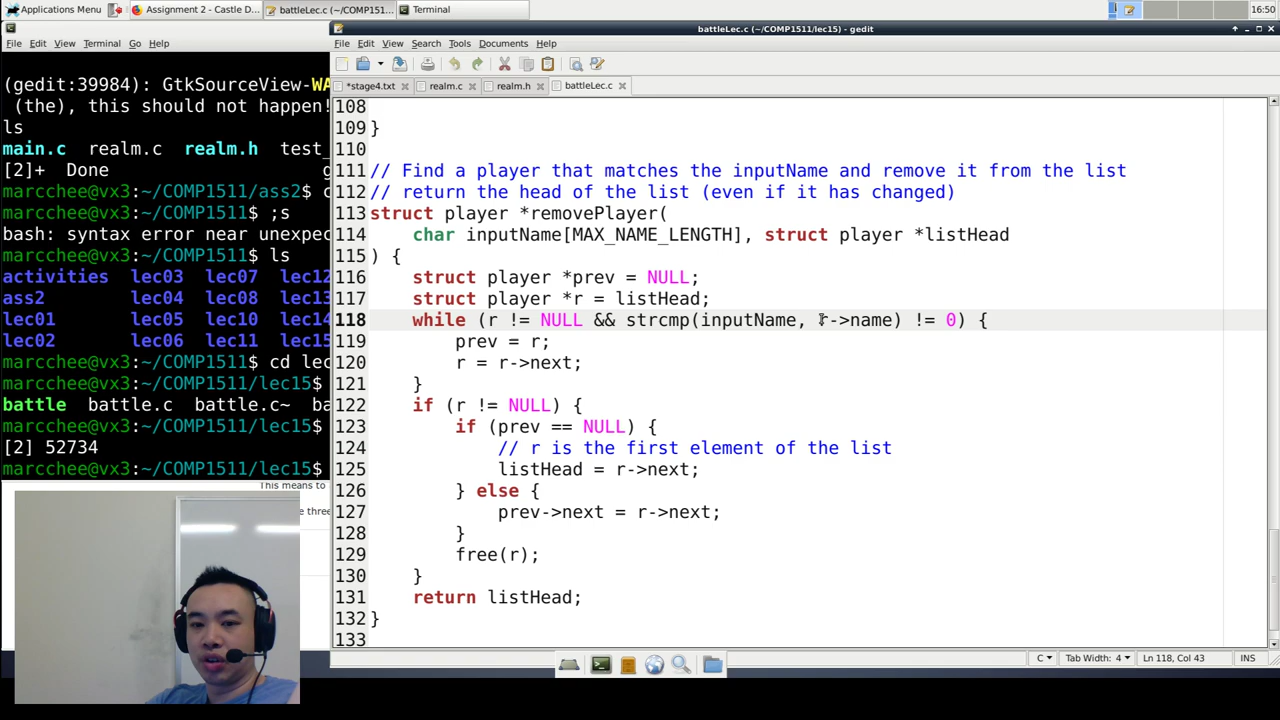 Applications Menu
Assignment 2 - Castle D...
battleLec.c (~/COMP1511...
Terminal
16:50
File Edit View Terminal Go Help
(gedit:39984): GtkSourceView-WA
(the), this should not happen!
ls
main.c realm.c realm.h test_
[2]+ Done
marcchee@vx3:~/COMP1511/ass2$ c
marcchee@vx3:~/COMP1511$ ;s
bash: syntax error near unexpec
marcchee@vx3:~/COMP1511$ ls
activities lec03 lec07 lec12
ass2 lec04 lec08 lec13
lec01 lec05 lec10 lec14
lec02 lec06 lec11 lec15
marcchee@vx3:~/COMP1511$ cd lec
marcchee@vx3:~/COMP1511/lec15$
battle battle.c battle.c~ ba
marcchee@vx3:~/COMP1511/lec15$
[2] 52734
marcchee@vx3:~/COMP1511/lec15$
This means to
three
battleLec.c (~/COMP1511/lec15) - gedit
File Edit View Search Tools Documents Help
*stage4.txt realm.c realm.h battleLec.c
108
109 }
110
111 // Find a player that matches the inputName and remove it from the list
112 // return the head of the list (even if it has changed)
113 struct player *removePlayer(
114 char inputName[MAX_NAME_LENGTH], struct player *listHead
115 ) {
116 struct player *prev = NULL;
117 struct player *r = listHead;
118 while (r != NULL && strcmp(inputName, r->name) != 0) {
119 prev = r;
120 r = r->next;
121 }
122 if (r != NULL) {
123 if (prev == NULL) {
124 // r is the first element of the list
125 listHead = r->next;
126 } else {
127 prev->next = r->next;
128 }
129 free(r);
130 }
131 return listHead;
132 }
133
C Tab Width: 4 Ln 118, Col 43 INS